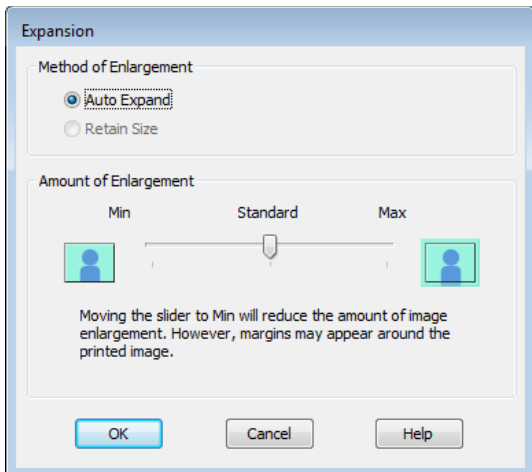 Expansion
Method of Enlargement
Auto Expand
Retain Size
Amount of Enlargement
Min Standard Max
Moving the slider to Min will reduce the amount of image
enlargement. However, margins may appear around the
printed image.
OK Cancel Help